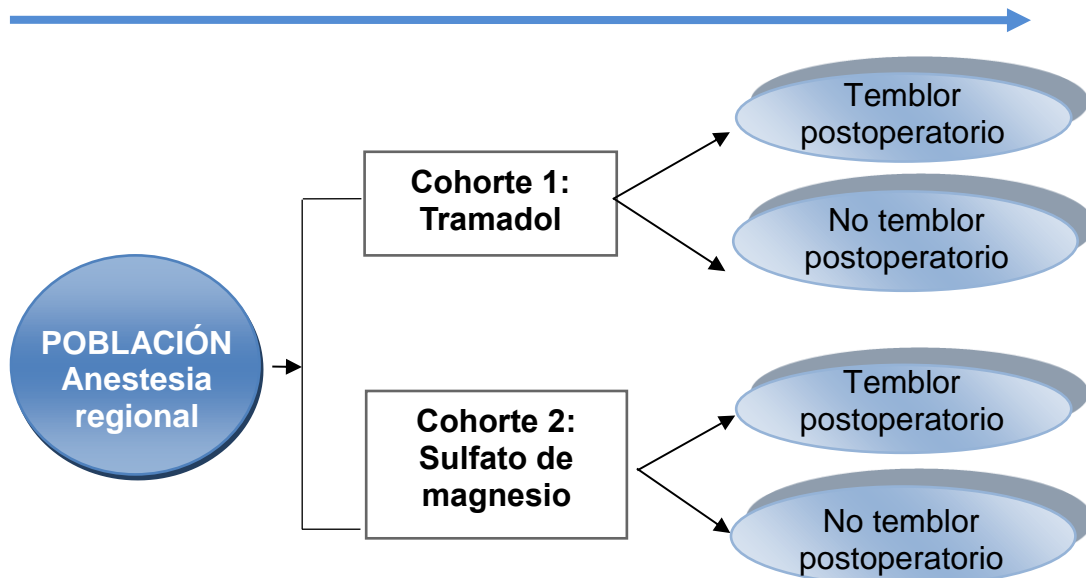 POBLACIÓN
Anestesia
regional
Cohorte 1:
Tramadol
Temblor
postoperatorio
No temblor
postoperatorio
Cohorte 2:
Sulfato de
magnesio
Temblor
postoperatorio
No temblor
postoperatorio